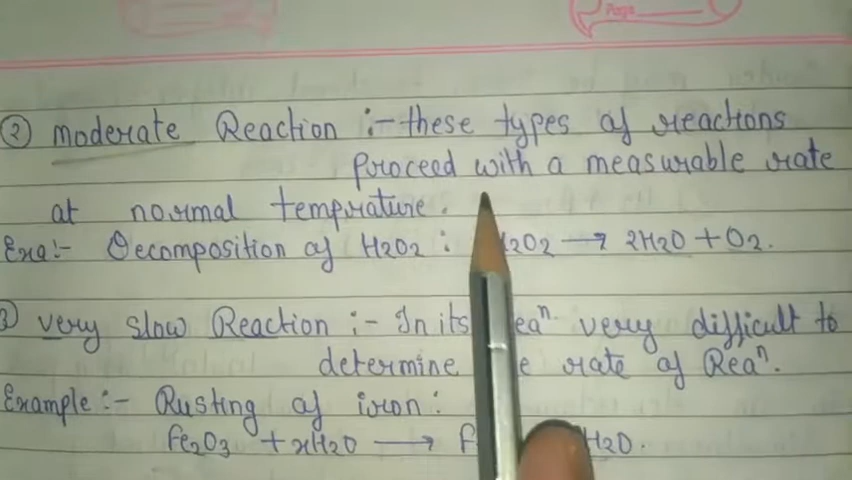 Page
② Moderate Reaction :- these types of reactions
proceed with a measurable rate
at normal temprature.
Exa:- Decomposition of H2O2 : H2O2 → 2H2O + O2.
③ very slow Reaction :- In its Reaⁿ very difficult to
determine rate of Reaⁿ.
Example :- Rusting of iron :
Fe2O3 + xH2O → H2O.